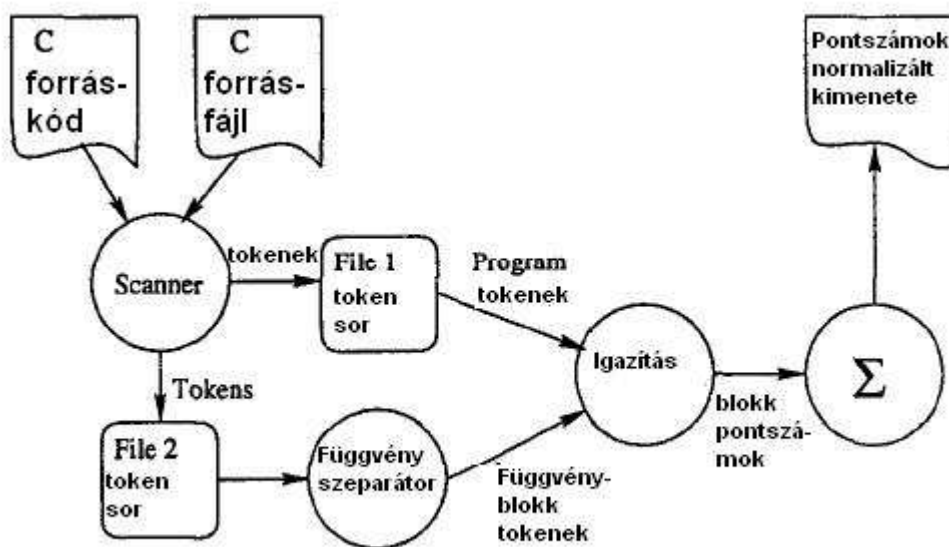 C
forrás-
kód
C
forrás-
fájl
Pontszámok
normalizált
kimenete
Scanner
tokenek
File 1
token
sor
Program
tokenek
Igazítás
blokk
pontszá-
mok
Σ
Tokens
File 2
token
sor
Függvény
szeparátor
Függvény-
blokk
tokenek